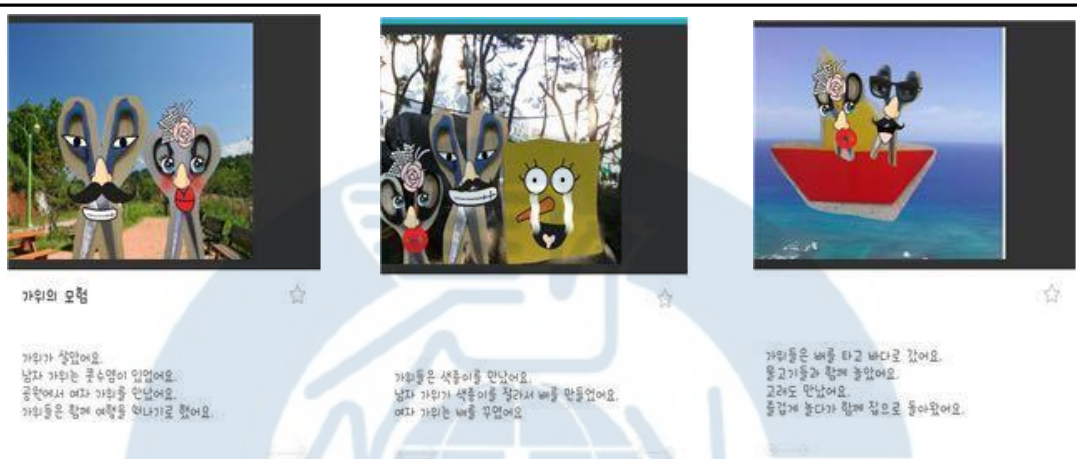 가위의 모험
가위가 살았어요.
남자 가위는 콧수염이 있었어요.
공원에서 여자 가위를 만났어요.
가위들은 함께 여행을 떠나기로 했어요.
가위들은 색종이를 만났어요.
남자 가위가 색종이를 잘라서 배를 만들었어요.
여자 가위는 배를 꾸몄어요
가위들은 배를 타고 바다로 갔어요.
물고기들과 함께 놀았어요.
고래도 만났어요.
즐겁게 놀다가 함께 집으로 돌아왔어요.